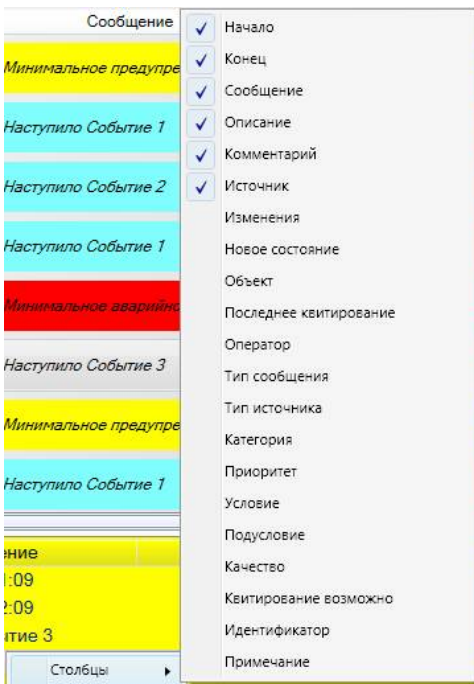 Сообщение
Минимальное предупре
Наступило Событие 1
Наступило Событие 2
Наступило Событие 1
Минимальное аварийно
Наступило Событие 3
Минимальное предупре
Наступило Событие 1
ение
1:09
2:09
ытие 3
Столбцы
Начало
Конец
Сообщение
Описание
Комментарий
Источник
Изменения
Новое состояние
Объект
Последнее квитирование
Оператор
Тип сообщения
Тип источника
Категория
Приоритет
Условие
Подусловие
Качество
Квитирование возможно
Идентификатор
Примечание